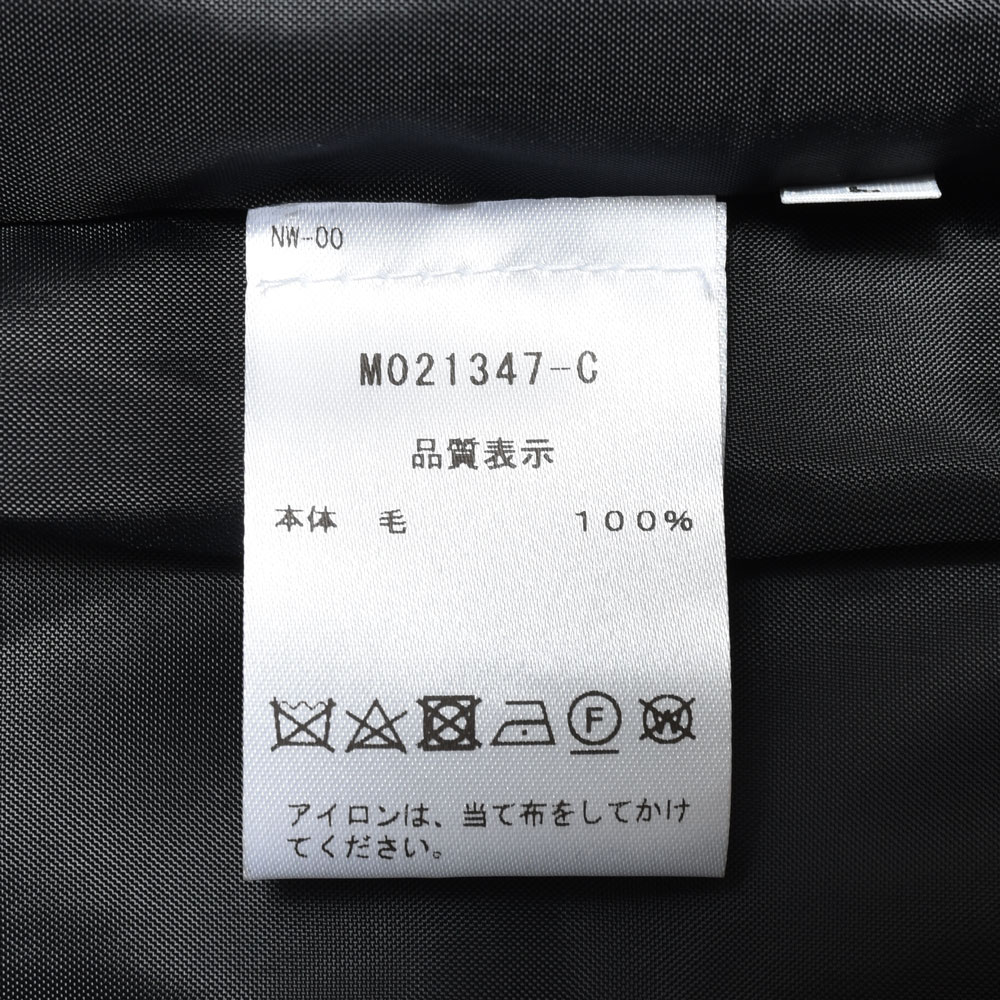 NW-00
M021347-C
品質表示
本体 毛 100%
F
W
アイロンは、当て布をしてかけ
てください。